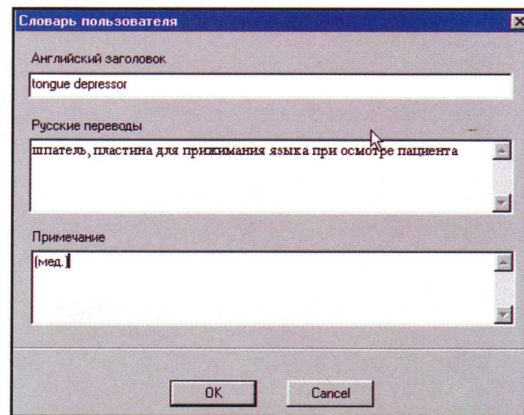 Словарь пользователя
Английский заголовок
tongue depressor
Русские переводы
шпатель, пластина для прижимания языка при осмотре пациента
Примечание
(мед.)
OK
Cancel